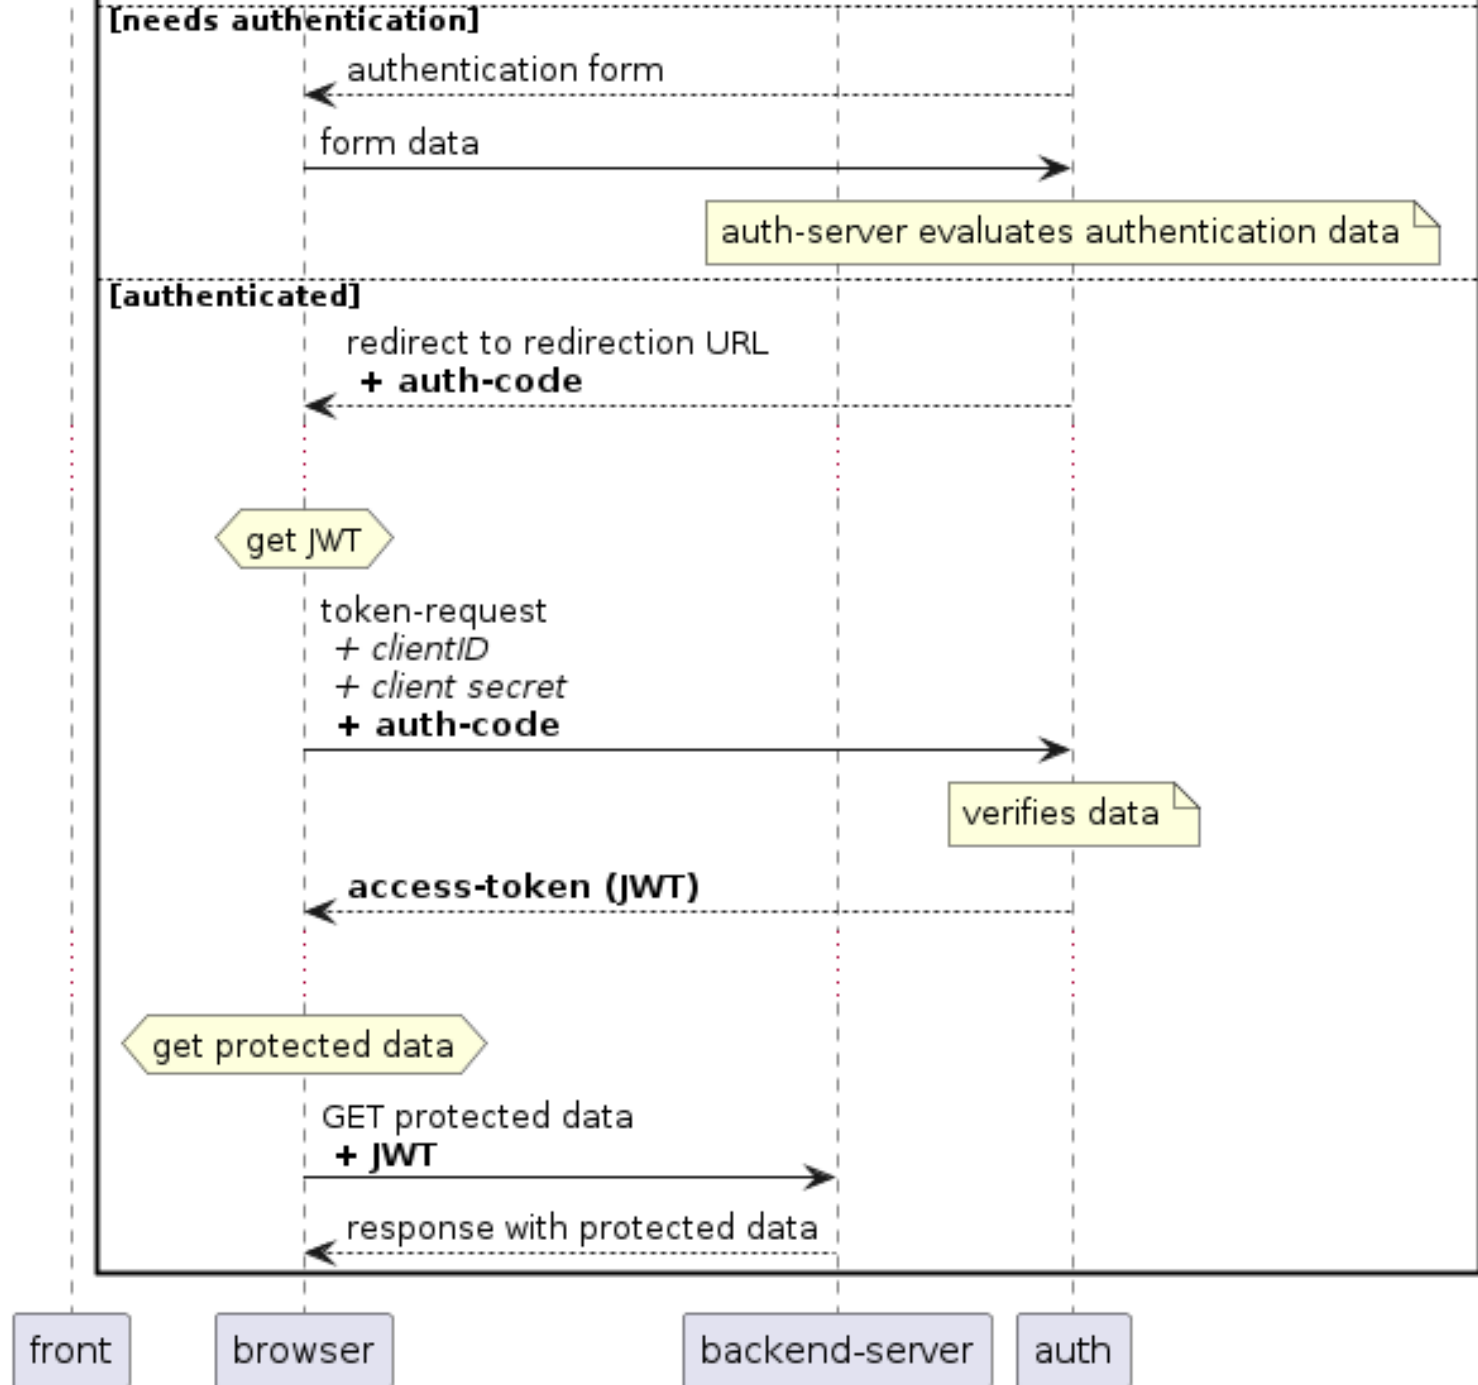 [needs authentication]
authentication form
form data
auth-server evaluates authentication data
[authenticated]
redirect to redirection URL
+ auth-code
get JWT
token-request
+ clientID
+ client secret
+ auth-code
verifies data
access-token (JWT)
get protected data
GET protected data
+ JWT
response with protected data
front
browser
backend-server
auth